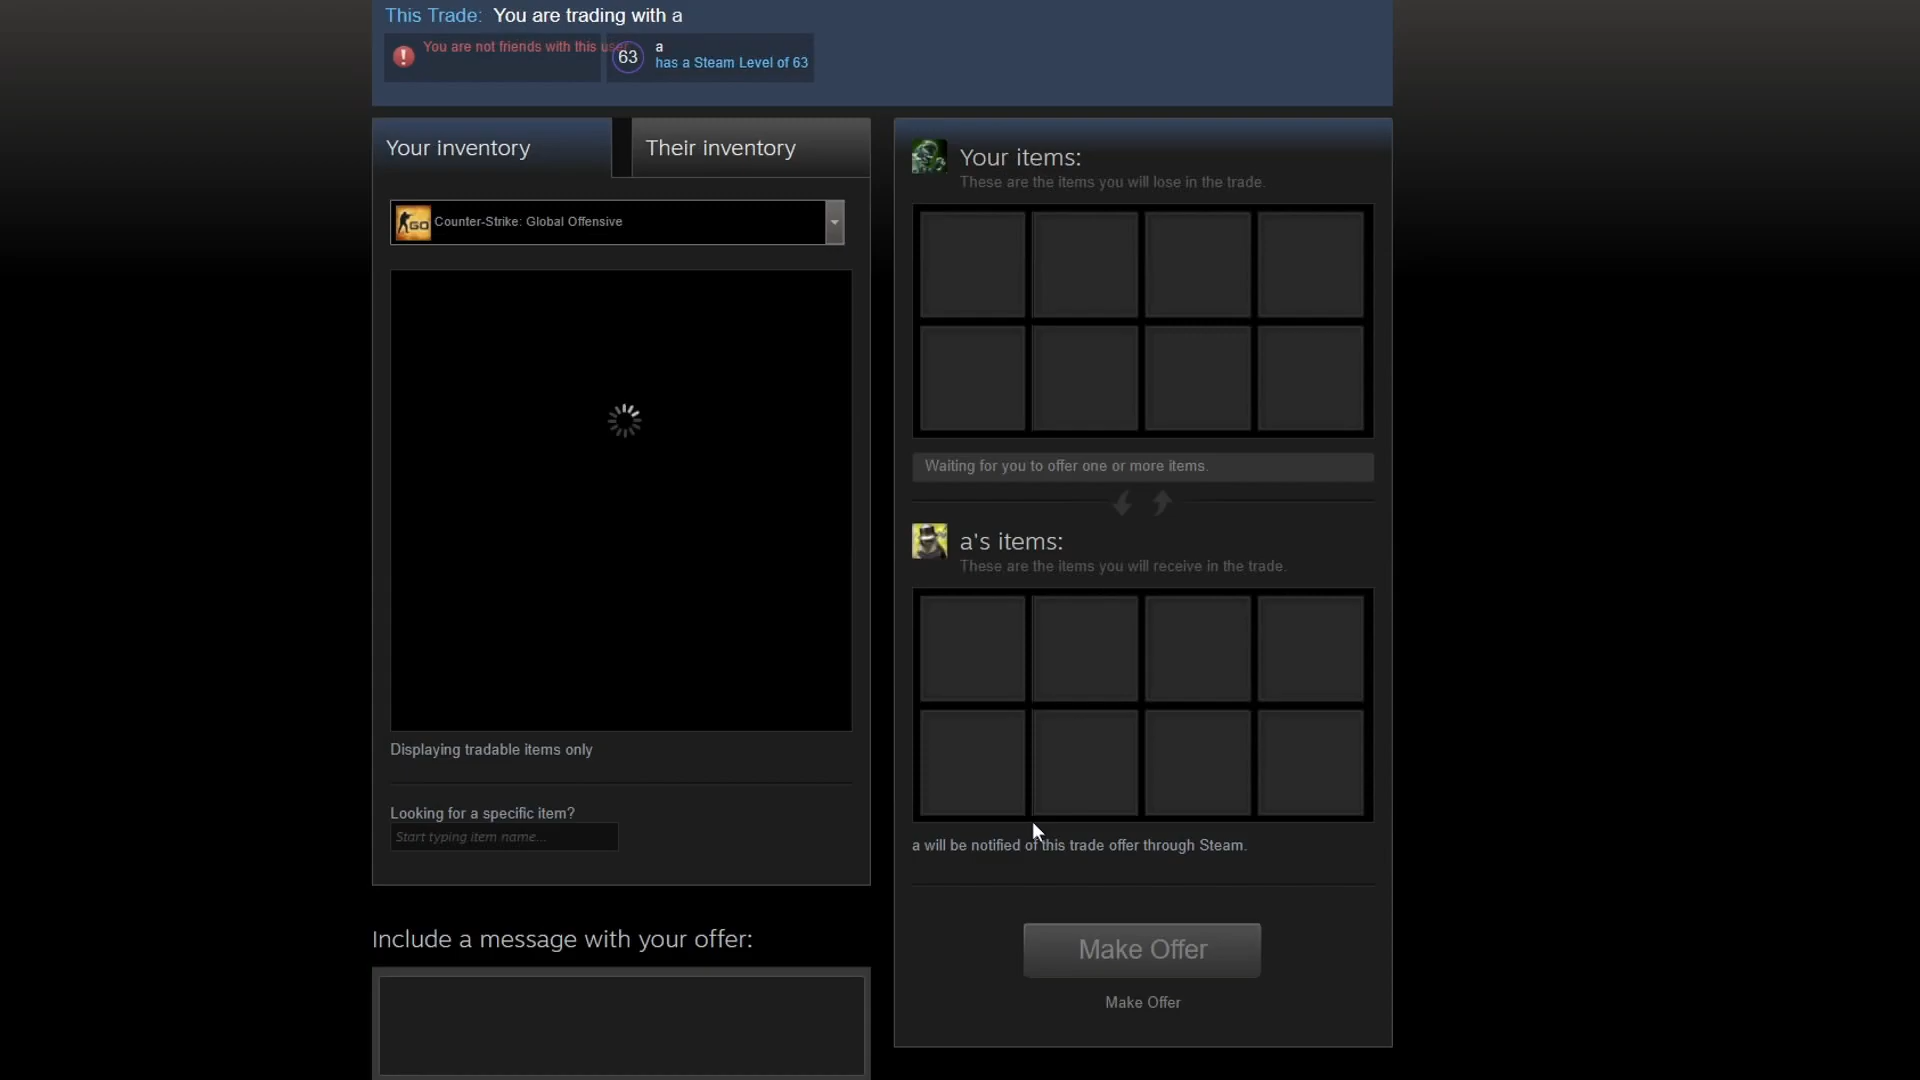 This Trade: You are trading with a
You are not friends with this user
63
a
has a Steam Level of 63
Your inventory
Their inventory
GO
Counter-Strike: Global Offensive
Displaying tradable items only
Looking for a specific item?
Start typing item name...
Include a message with your offer:
Your items:
These are the items you will lose in the trade.
Waiting for you to offer one or more items.
a's items:
These are the items you will receive in the trade.
a will be notified of this trade offer through Steam.
Make Offer
Make Offer